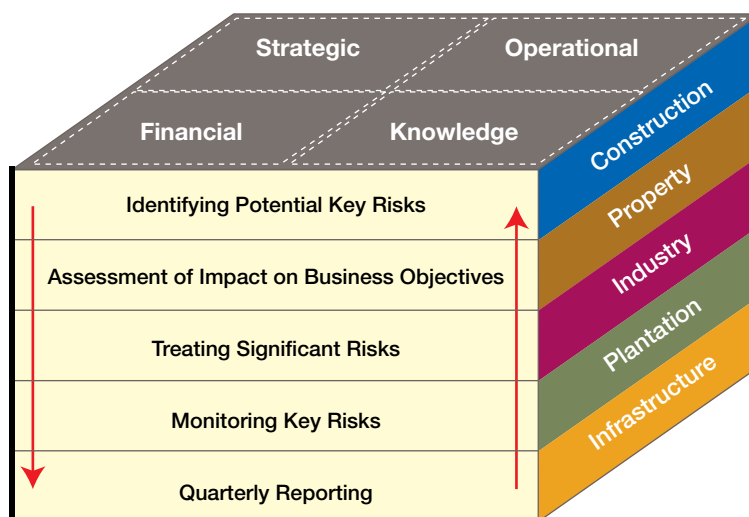 Strategic
Operational
Financial
Knowledge
Identifying Potential Key Risks
Assessment of Impact on Business Objectives
Treating Significant Risks
Monitoring Key Risks
Quarterly Reporting
Construction
Property
Industry
Plantation
Infrastructure